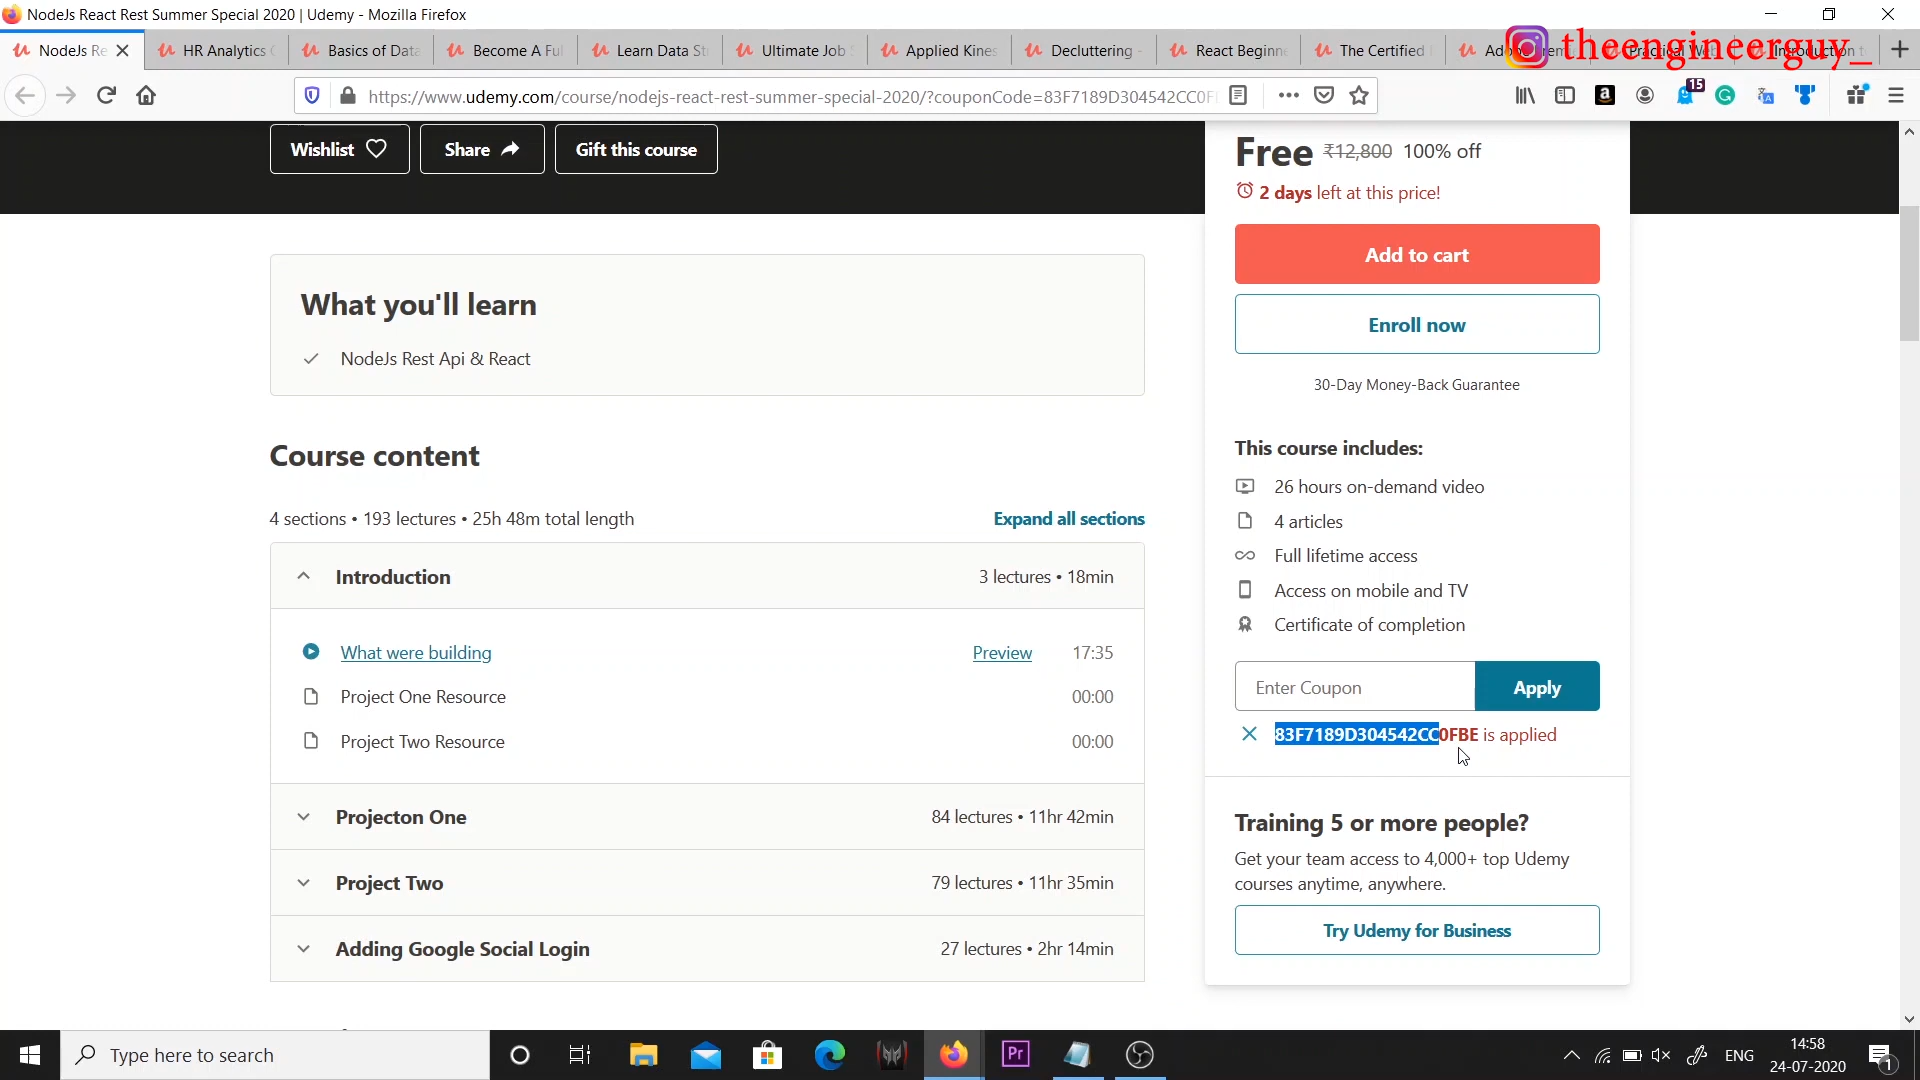 NodeJs React Rest Summer Special 2020 | Udemy - Mozilla Firefox
NodeJs Re
HR Analytics
Basics of Data
Become A Ful
Learn Data St
Ultimate Job
Applied Kines
Decluttering -
React Beginne
The Certified
theengineerguy_
https://www.udemy.com/course/nodejs-react-rest-summer-special-2020/?couponCode=83F7189D304542CC0F
15
Wishlist
Share
Gift this course
Free ₹12,800 100% off
2 days left at this price!
Add to cart
Enroll now
30-Day Money-Back Guarantee
What you'll learn
NodeJs Rest Api & React
Course content
4 sections • 193 lectures • 25h 48m total length
Expand all sections
Introduction
3 lectures • 18min
What were building
Preview
17:35
Project One Resource
00:00
Project Two Resource
00:00
Projecton One
84 lectures • 11hr 42min
Project Two
79 lectures • 11hr 35min
Adding Google Social Login
27 lectures • 2hr 14min
This course includes:
26 hours on-demand video
4 articles
Full lifetime access
Access on mobile and TV
Certificate of completion
Enter Coupon
Apply
83F7189D304542CC0FBE is applied
Training 5 or more people?
Get your team access to 4,000+ top Udemy
courses anytime, anywhere.
Try Udemy for Business
Type here to search
Pr
ENG
14:58
24-07-2020
1